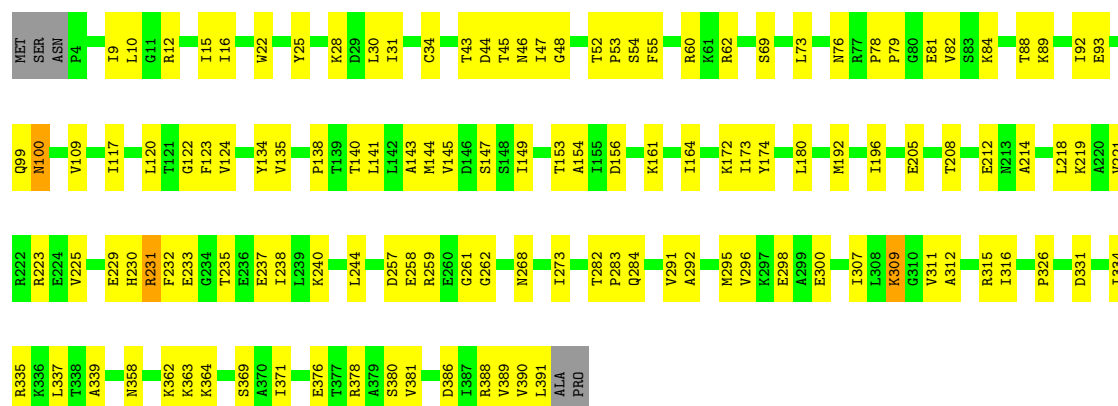 MET SER ASN P4 I9 L10 G11 R12 I15 I16 W22 Y25 K28 D29 L30 I31 C34 T43 D44 T45 N46 I47 G48 T52 P53 S54 F55 R60 K61 R62 S69 L73 N76 R77 P78 P79 G80 E81 V82 S83 K84 T88 K89 I92 E93
Q99 N100 V109 I117 L120 T121 G122 F123 V124 Y134 V135 P138 T139 T140 L141 L142 A143 M144 V145 D146 S147 S148 I149 T153 A154 I155 D156 K161 I164 K172 I173 Y174 L180 M192 I196 E205 T208 E212 N213 A214 L218 K219 A220 V221
R222 R223 E224 V225 E229 H230 R231 F232 E233 G234 T235 E236 E237 I238 L239 K240 L244 D257 E258 R259 E260 G261 G262 N268 I273 T282 P283 Q284 V291 A292 M295 V296 K297 E298 A299 E300 I307 L308 K309 G310 V311 A312 R315 I316 P326 D331 I334
R335 K336 L337 T338 A339 N358 K362 K363 K364 S369 A370 I371 E376 T377 R378 A379 S380 V381 D386 I387 R388 V389 V390 L391 ALA PRO